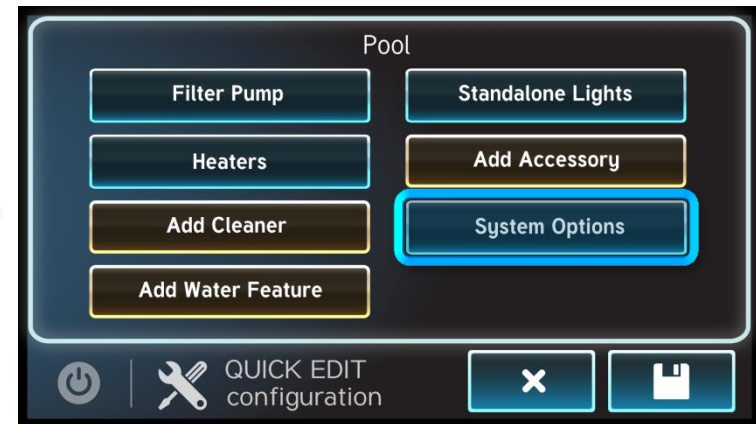 Pool
Filter Pump
Standalone Lights
Heaters
Add Accessory
Add Cleaner
System Options
Add Water Feature
QUICK EDIT
configuration